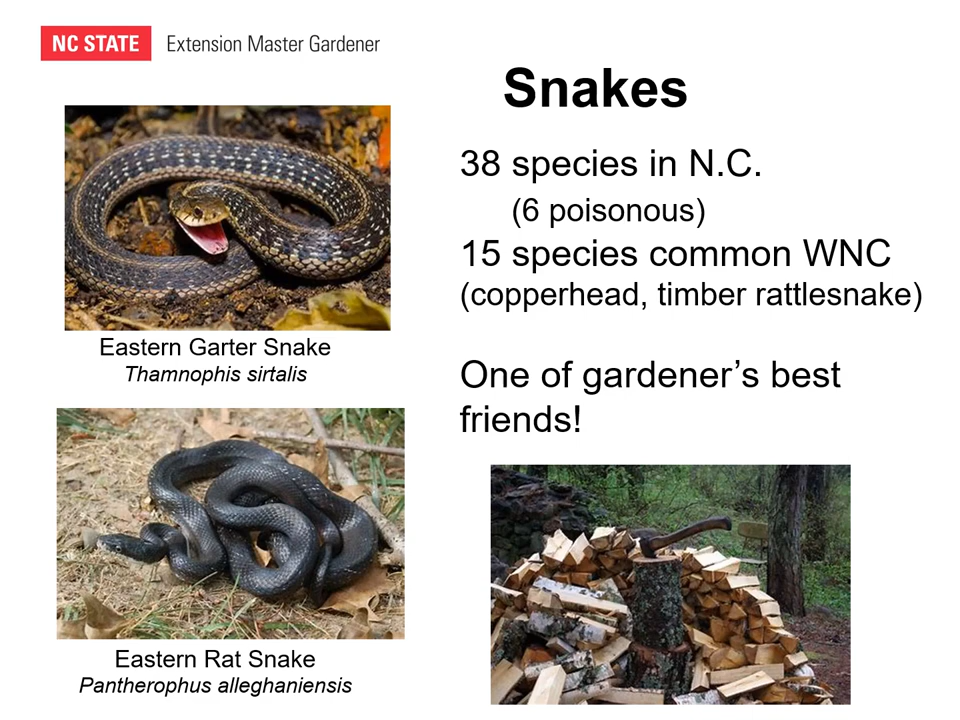 NC STATE Extension Master Gardener
Snakes
38 species in N.C.
(6 poisonous)
15 species common WNC
(copperhead, timber rattlesnake)
One of gardener’s best
friends!
Eastern Garter Snake
Thamnophis sirtalis
Eastern Rat Snake
Pantherophus alleghaniensis